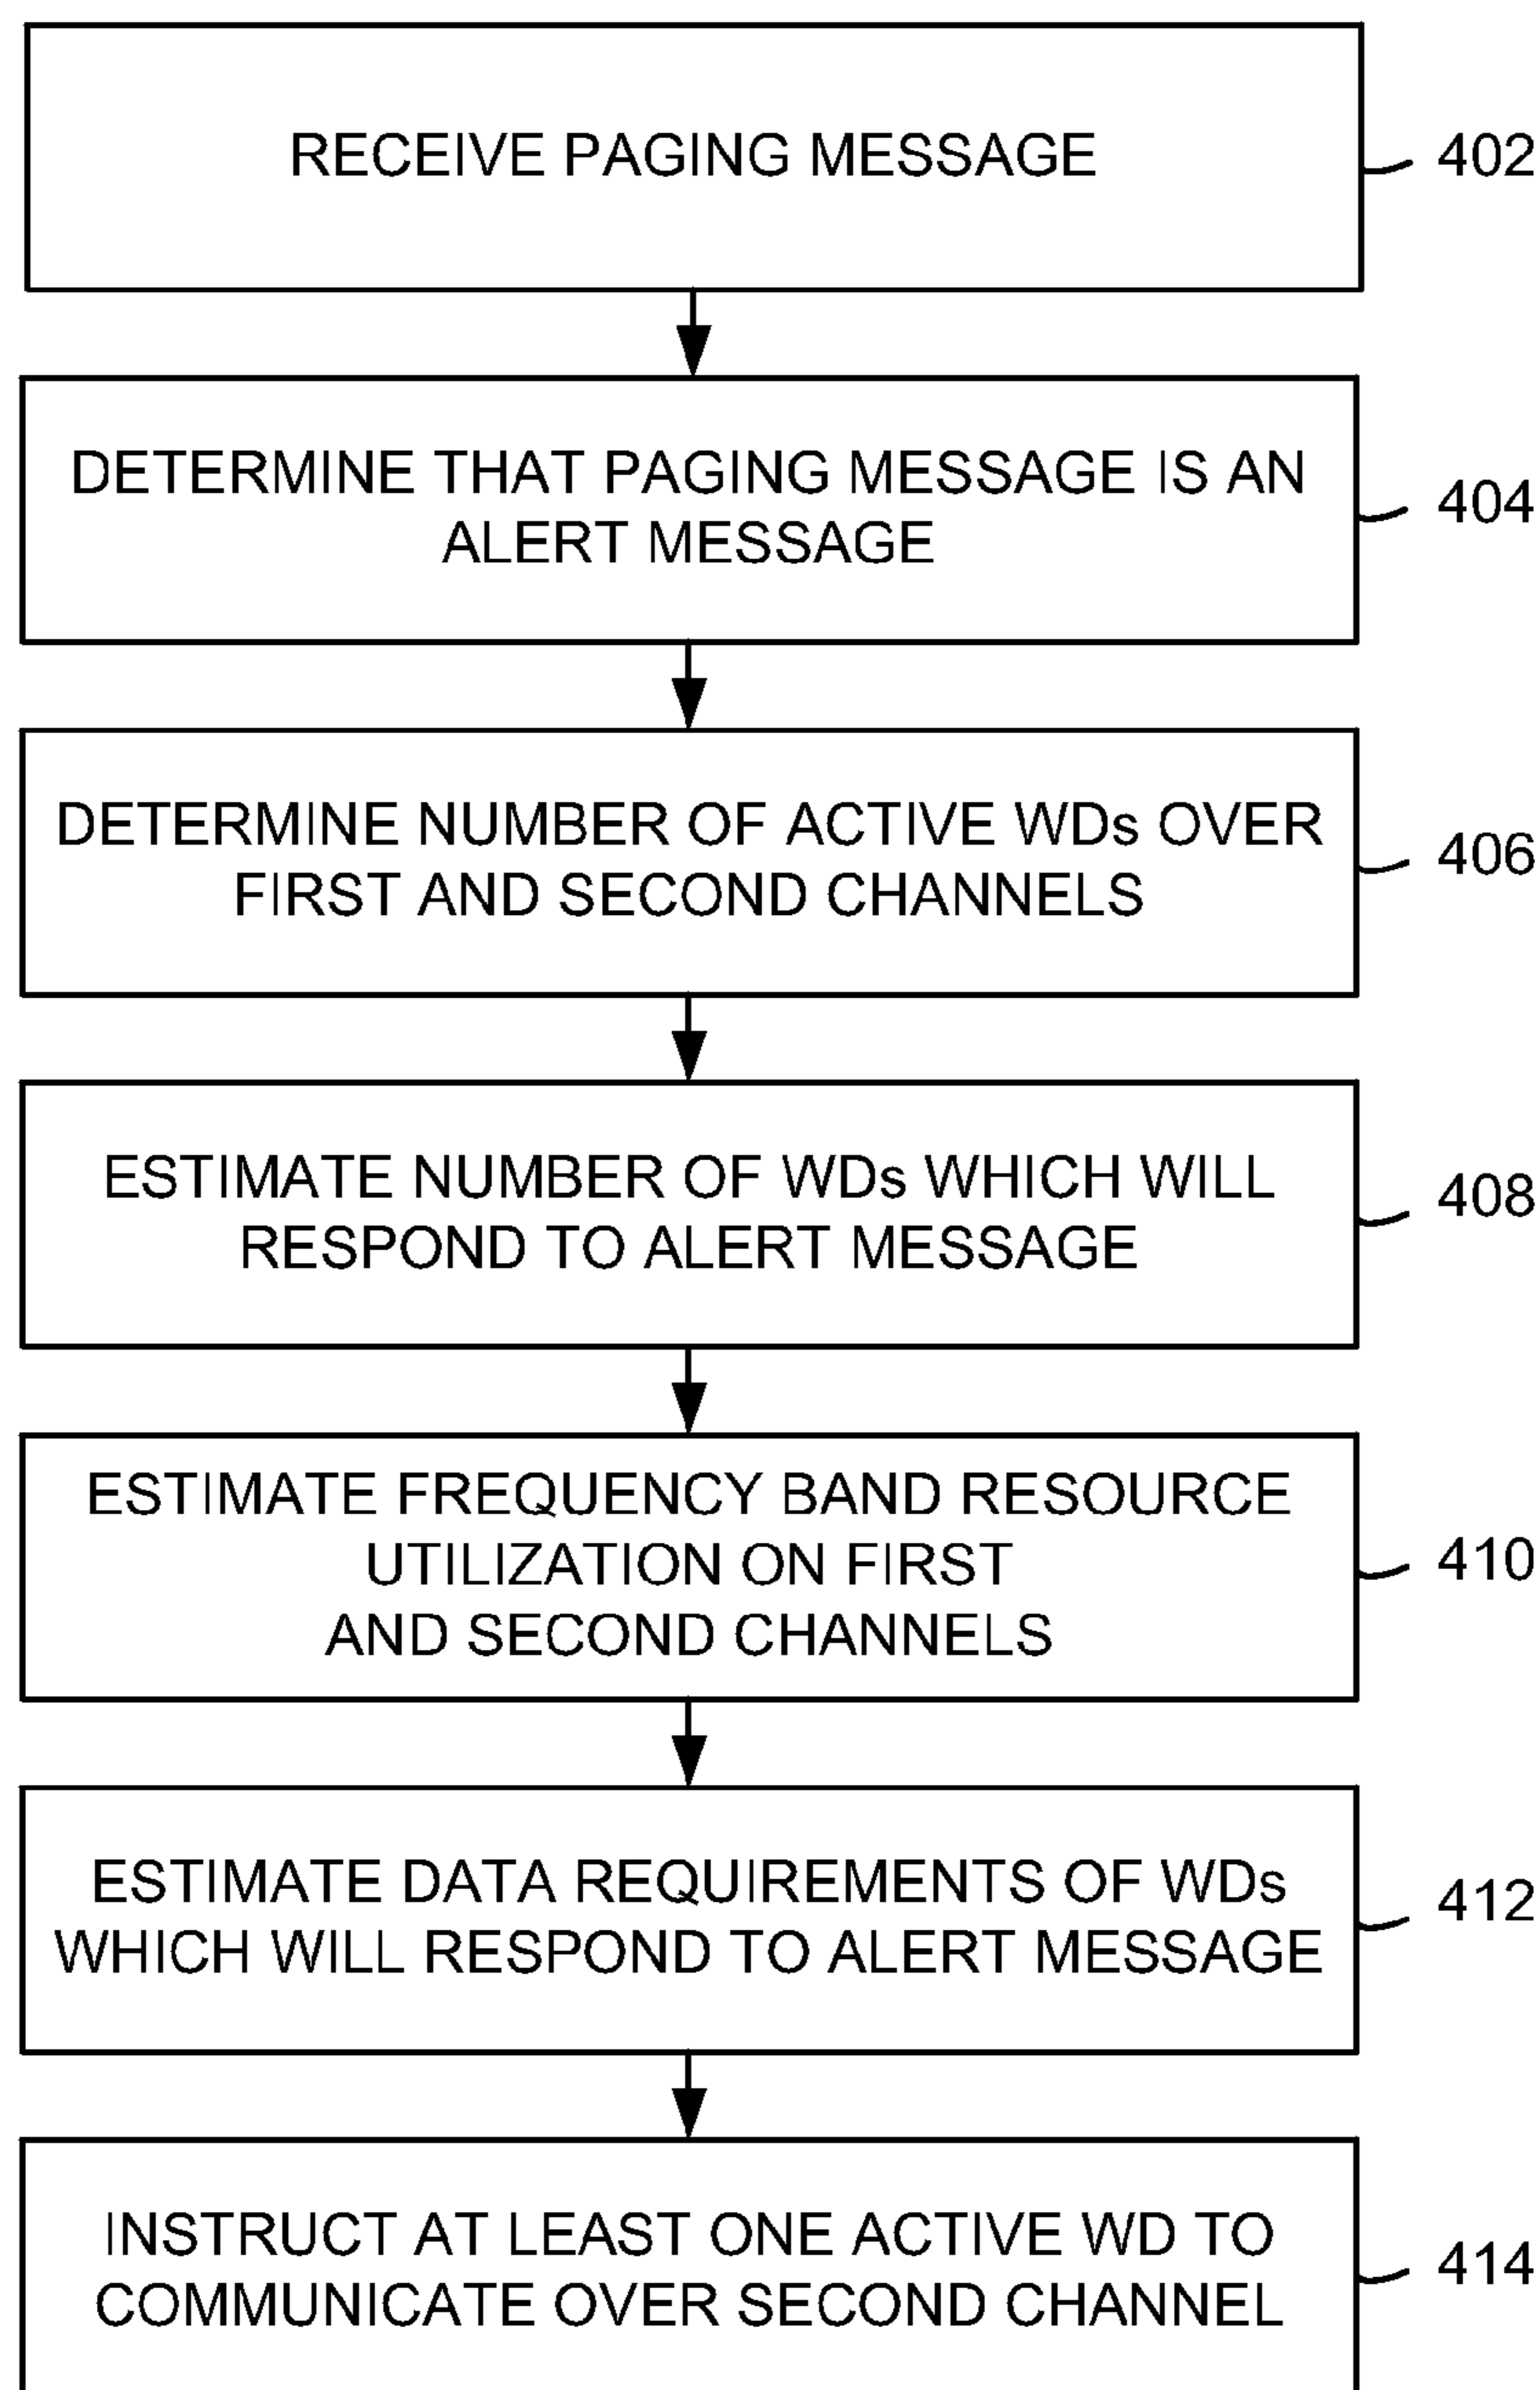 RECEIVE PAGING MESSAGE
402
DETERMINE THAT PAGING MESSAGE IS AN
ALERT MESSAGE
404
DETERMINE NUMBER OF ACTIVE WDs OVER
FIRST AND SECOND CHANNELS
406
ESTIMATE NUMBER OF WDs WHICH WILL
RESPOND TO ALERT MESSAGE
408
ESTIMATE FREQUENCY BAND RESOURCE
UTILIZATION ON FIRST
AND SECOND CHANNELS
410
ESTIMATE DATA REQUIREMENTS OF WDs
WHICH WILL RESPOND TO ALERT MESSAGE
412
INSTRUCT AT LEAST ONE ACTIVE WD TO
COMMUNICATE OVER SECOND CHANNEL
414